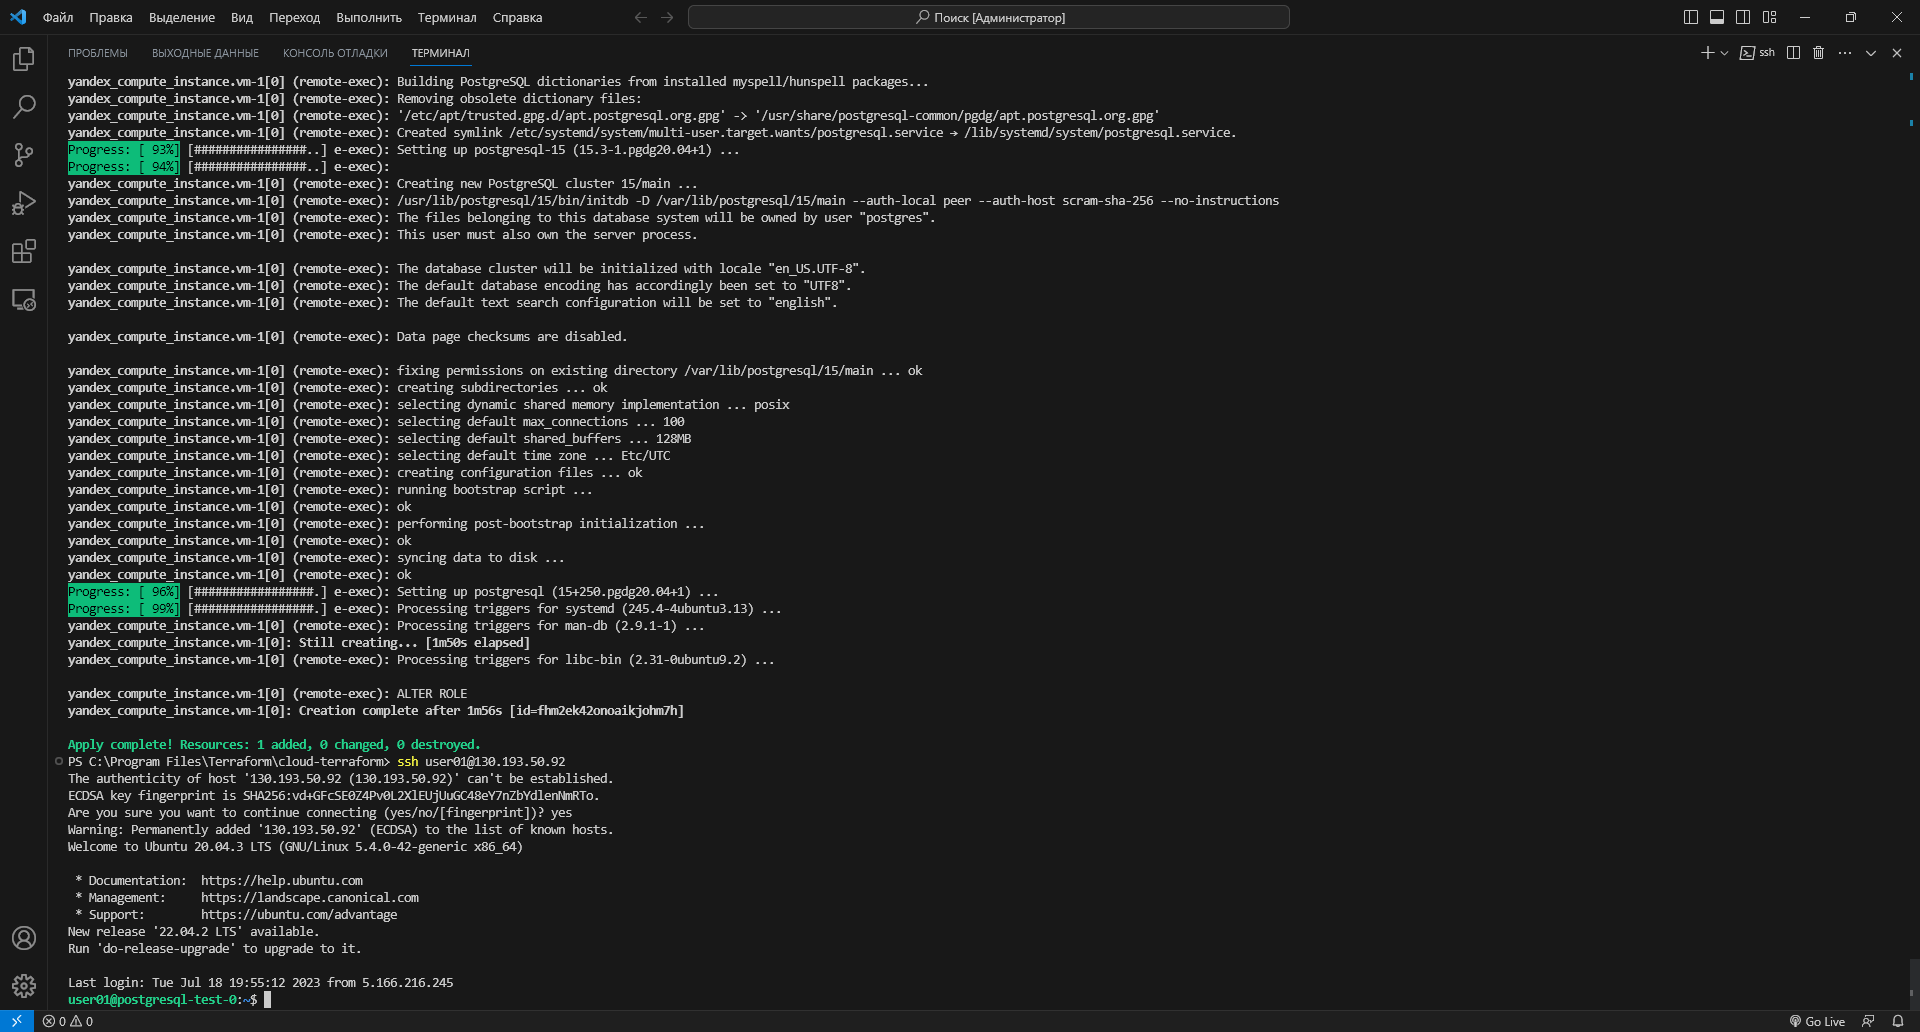 Файл Правка Выделение Вид Переход Выполнить Терминал Справка
Поиск [Администратор]
ПРОБЛЕМЫ ВЫХОДНЫЕ ДАННЫЕ КОНСОЛЬ ОТЛАДКИ ТЕРМИНАЛ
ssh
yandex_compute_instance.vm-1[0] (remote-exec): Building PostgreSQL dictionaries from installed myspell/hunspell packages...
yandex_compute_instance.vm-1[0] (remote-exec): Removing obsolete dictionary files:
yandex_compute_instance.vm-1[0] (remote-exec): '/etc/apt/trusted.gpg.d/apt.postgresql.org.gpg' -> '/usr/share/postgresql-common/pgdg/apt.postgresql.org.gpg'
yandex_compute_instance.vm-1[0] (remote-exec): Created symlink /etc/systemd/system/multi-user.target.wants/postgresql.service → /lib/systemd/system/postgresql.service.
Progress: [ 93%] [################..] e-exec): Setting up postgresql-15 (15.3-1.pgdg20.04+1) ...
Progress: [ 94%] [################..] e-exec):
yandex_compute_instance.vm-1[0] (remote-exec): Creating new PostgreSQL cluster 15/main ...
yandex_compute_instance.vm-1[0] (remote-exec): /usr/lib/postgresql/15/bin/initdb -D /var/lib/postgresql/15/main --auth-local peer --auth-host scram-sha-256 --no-instructions
yandex_compute_instance.vm-1[0] (remote-exec): The files belonging to this database system will be owned by user "postgres".
yandex_compute_instance.vm-1[0] (remote-exec): This user must also own the server process.
yandex_compute_instance.vm-1[0] (remote-exec): The database cluster will be initialized with locale "en_US.UTF-8".
yandex_compute_instance.vm-1[0] (remote-exec): The default database encoding has accordingly been set to "UTF8".
yandex_compute_instance.vm-1[0] (remote-exec): The default text search configuration will be set to "english".
yandex_compute_instance.vm-1[0] (remote-exec): Data page checksums are disabled.
yandex_compute_instance.vm-1[0] (remote-exec): fixing permissions on existing directory /var/lib/postgresql/15/main ... ok
yandex_compute_instance.vm-1[0] (remote-exec): creating subdirectories ... ok
yandex_compute_instance.vm-1[0] (remote-exec): selecting dynamic shared memory implementation ... posix
yandex_compute_instance.vm-1[0] (remote-exec): selecting default max_connections ... 100
yandex_compute_instance.vm-1[0] (remote-exec): selecting default shared_buffers ... 128MB
yandex_compute_instance.vm-1[0] (remote-exec): selecting default time zone ... Etc/UTC
yandex_compute_instance.vm-1[0] (remote-exec): creating configuration files ... ok
yandex_compute_instance.vm-1[0] (remote-exec): running bootstrap script ...
yandex_compute_instance.vm-1[0] (remote-exec): ok
yandex_compute_instance.vm-1[0] (remote-exec): performing post-bootstrap initialization ...
yandex_compute_instance.vm-1[0] (remote-exec): ok
yandex_compute_instance.vm-1[0] (remote-exec): syncing data to disk ...
yandex_compute_instance.vm-1[0] (remote-exec): ok
Progress: [ 96%] [#################.] e-exec): Setting up postgresql (15+250.pgdg20.04+1) ...
Progress: [ 99%] [#################.] e-exec): Processing triggers for systemd (245.4-4ubuntu3.13) ...
yandex_compute_instance.vm-1[0] (remote-exec): Processing triggers for man-db (2.9.1-1) ...
yandex_compute_instance.vm-1[0]: Still creating... [1m50s elapsed]
yandex_compute_instance.vm-1[0] (remote-exec): Processing triggers for libc-bin (2.31-0ubuntu9.2) ...
yandex_compute_instance.vm-1[0] (remote-exec): ALTER ROLE
yandex_compute_instance.vm-1[0]: Creation complete after 1m56s [id=fhm2ek42onoaikjohm7h]
Apply complete! Resources: 1 added, 0 changed, 0 destroyed.
PS C:\Program Files\Terraform\cloud-terraform> ssh user01@130.193.50.92
The authenticity of host '130.193.50.92 (130.193.50.92)' can't be established.
ECDSA key fingerprint is SHA256:vd+GFcSE0Z4Pv0L2XlEUjUuGC48eY7nZbYdlenNmRTo.
Are you sure you want to continue connecting (yes/no/[fingerprint])? yes
Warning: Permanently added '130.193.50.92' (ECDSA) to the list of known hosts.
Welcome to Ubuntu 20.04.3 LTS (GNU/Linux 5.4.0-42-generic x86_64)
* Documentation: https://help.ubuntu.com
* Management: https://landscape.canonical.com
* Support: https://ubuntu.com/advantage
New release '22.04.2 LTS' available.
Run 'do-release-upgrade' to upgrade to it.
Last login: Tue Jul 18 19:55:12 2023 from 5.166.216.245
user01@postgresql-test-0:~$
0 0 Go Live